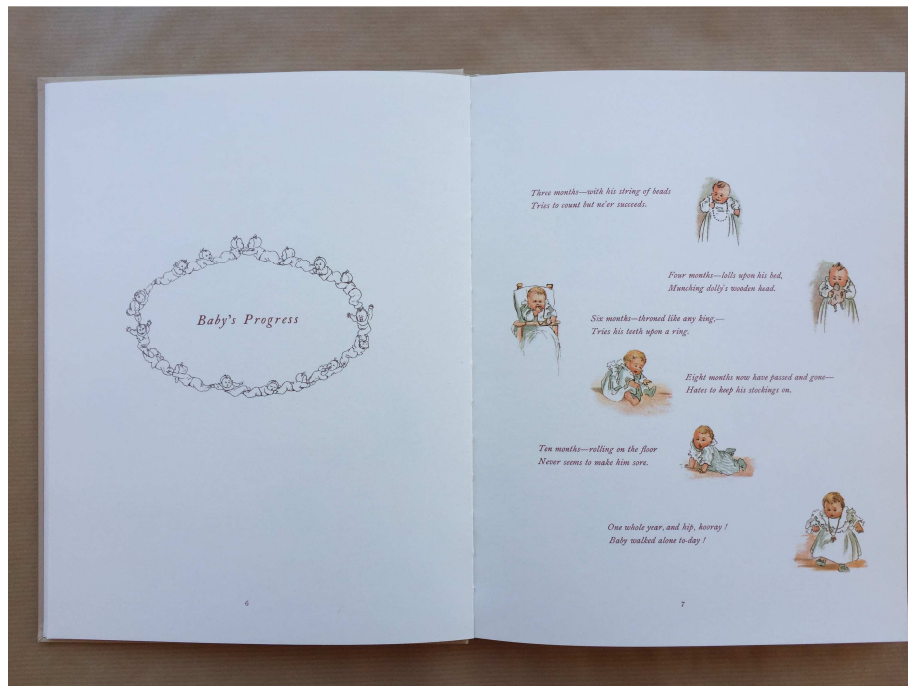 Baby's Progress
6
Three months—with his string of beads
Tries to count but ne'er succeeds.
Four months—lolls upon his bed,
Munching dolly's wooden head.
Six months—throned like any king,—
Tries his teeth upon a ring.
Eight months now have passed and gone—
Hates to keep his stockings on.
Ten months—rolling on the floor
Never seems to make him sore.
One whole year, and hip, hooray !
Baby walked alone to-day !
7